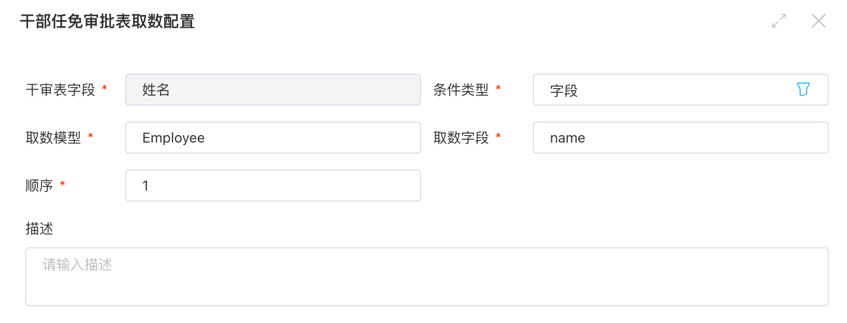 干部任免审批表取数配置
干审表字段 * 姓名 条件类型 * 字段
取数模型 * Employee 取数字段 * name
顺序 * 1
描述
请输入描述